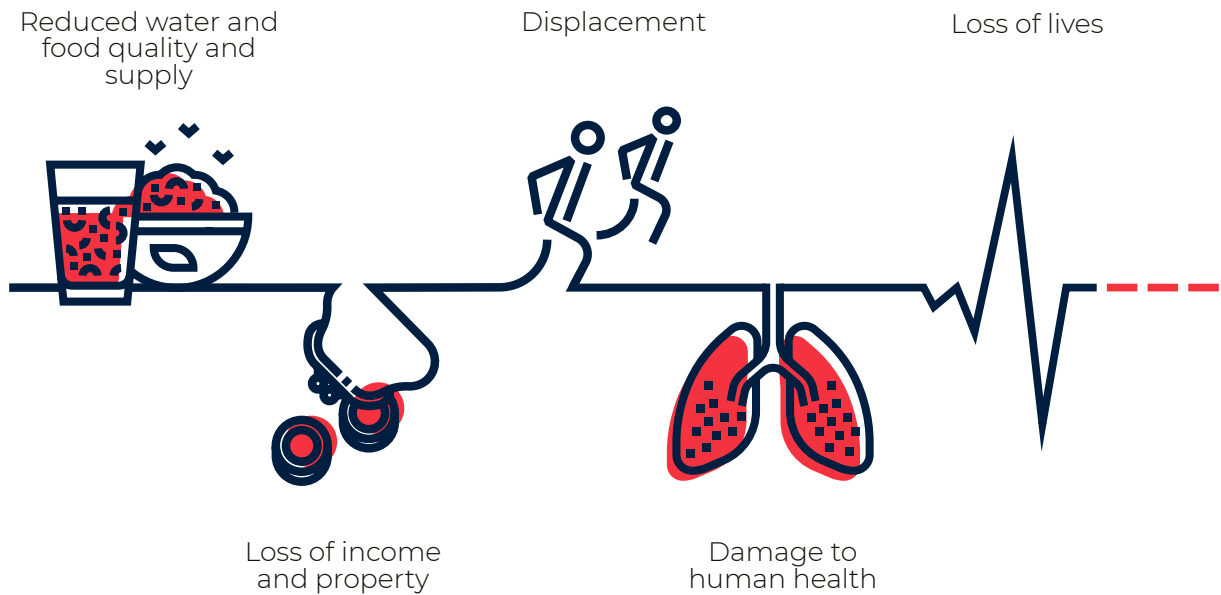 Reduced water and
food quality and
supply
Displacement
Loss of lives
Loss of income
and property
Damage to
human health